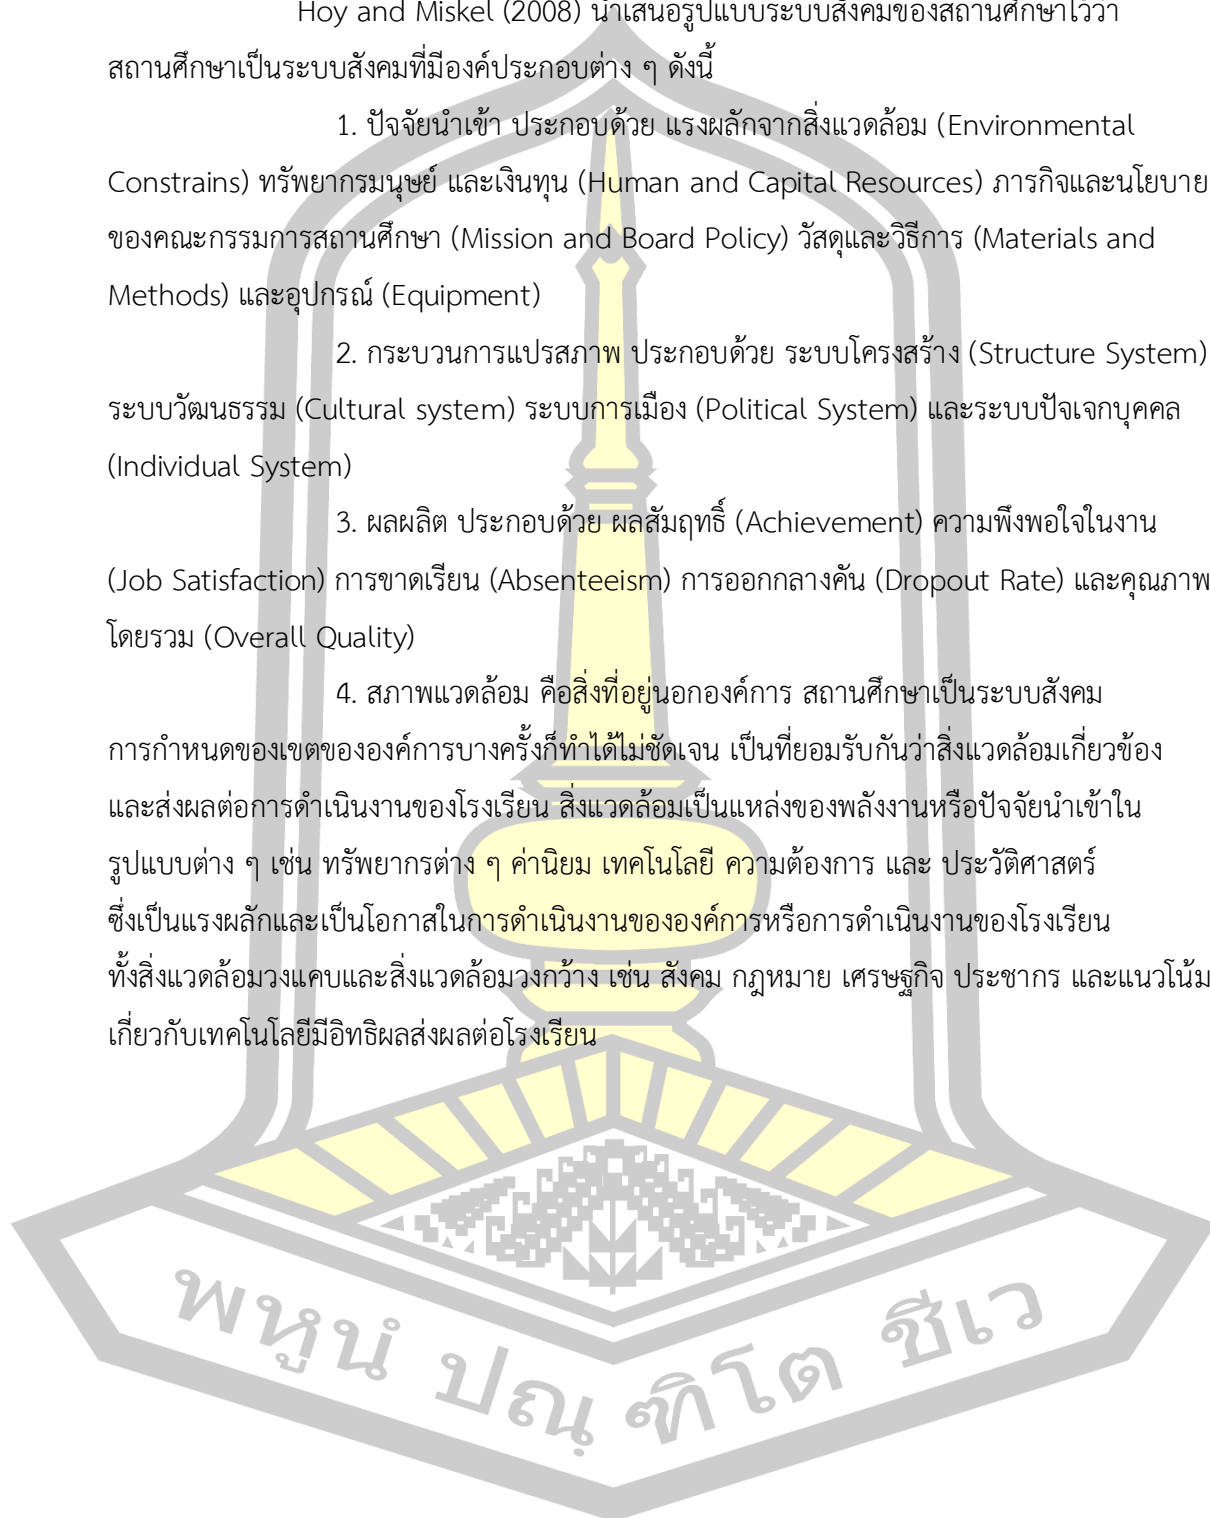 Hoy and Miskel (2008) นำเสนอรูปแบบระบบสังคมของสถานศึกษาไว้ว่า
สถานศึกษาเป็นระบบสังคมที่มีองค์ประกอบต่าง ๆ ดังนี้
1. ปัจจัยนำเข้า ประกอบด้วย แรงผลักจากสิ่งแวดล้อม (Environmental
Constrains) ทรัพยากรมนุษย์ และเงินทุน (Human and Capital Resources) ภารกิจและนโยบาย
ของคณะกรรมการสถานศึกษา (Mission and Board Policy) วัสดุและวิธีการ (Materials and
Methods) และอุปกรณ์ (Equipment)
2. กระบวนการแปรสภาพ ประกอบด้วย ระบบโครงสร้าง (Structure System)
ระบบวัฒนธรรม (Cultural system) ระบบการเมือง (Political System) และระบบปัจเจกบุคคล
(Individual System)
3. ผลผลิต ประกอบด้วย ผลสัมฤทธิ์ (Achievement) ความพึงพอใจในงาน
(Job Satisfaction) การขาดเรียน (Absenteeism) การออกกลางคัน (Dropout Rate) และคุณภาพ
โดยรวม (Overall Quality)
4. สภาพแวดล้อม คือสิ่งที่อยู่นอกองค์การ สถานศึกษาเป็นระบบสังคม
การกำหนดของเขตขององค์การบางครั้งก็ทำได้ไม่ชัดเจน เป็นที่ยอมรับกันว่าสิ่งแวดล้อมเกี่ยวข้อง
และส่งผลต่อการดำเนินงานของโรงเรียน สิ่งแวดล้อมเป็นแหล่งของพลังงานหรือปัจจัยนำเข้าใน
รูปแบบต่าง ๆ เช่น ทรัพยากรต่าง ๆ ค่านิยม เทคโนโลยี ความต้องการ และ ประวัติศาสตร์
ซึ่งเป็นแรงผลักและเป็นโอกาสในการดำเนินงานขององค์การหรือการดำเนินงานของโรงเรียน
ทั้งสิ่งแวดล้อมวงแคบและสิ่งแวดล้อมวงกว้าง เช่น สังคม กฎหมาย เศรษฐกิจ ประชากร และแนวโน้ม
เกี่ยวกับเทคโนโลยีมีอิทธิผลส่งผลต่อโรงเรียน
พหูนํ ปณฺฑิโต ชีเว